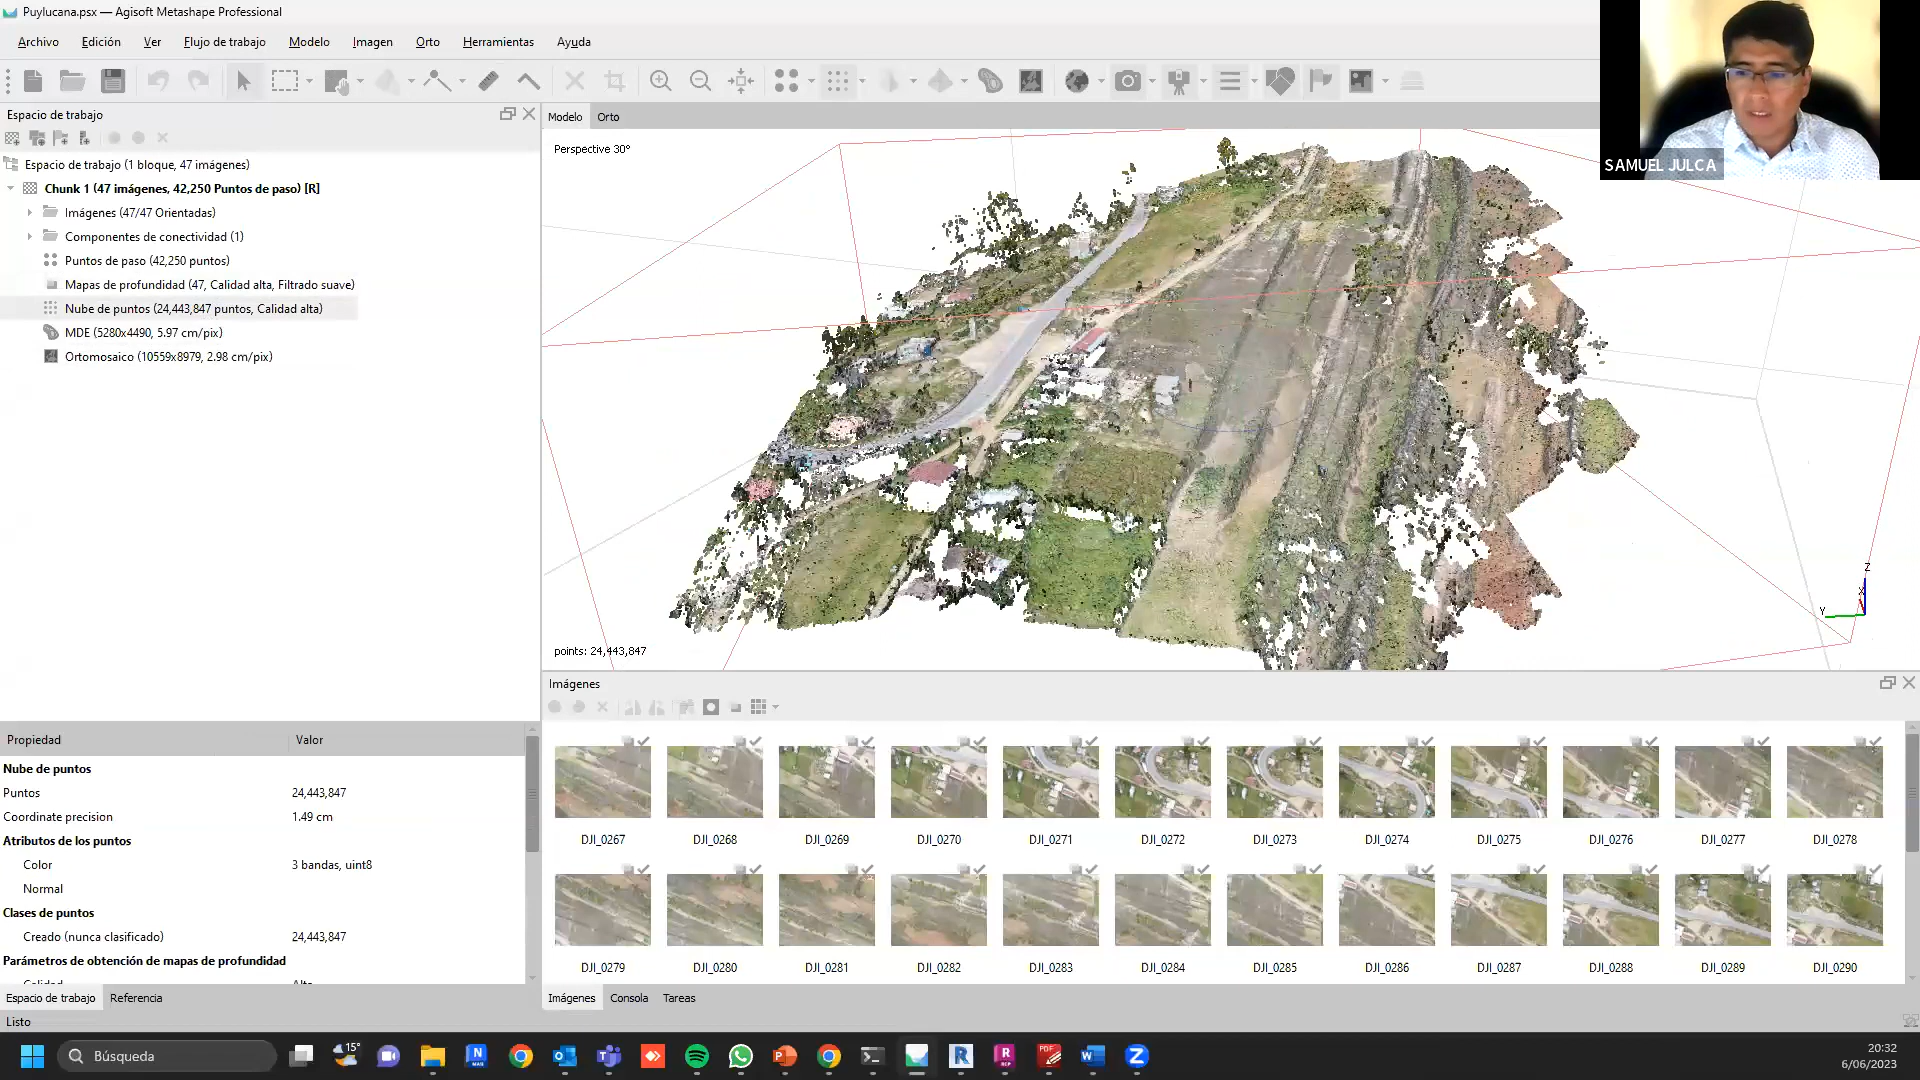 Puylucana.psx — Agisoft Metashape Professional
Archivo Edición Ver Flujo de trabajo Modelo Imagen Orto Herramientas Ayuda
SAMUEL JULCA
Espacio de trabajo
Espacio de trabajo (1 bloque, 47 imágenes)
Chunk 1 (47 imágenes, 42,250 Puntos de paso) [R]
Imágenes (47/47 Orientadas)
Componentes de conectividad (1)
Puntos de paso (42,250 puntos)
Mapas de profundidad (47, Calidad alta, Filtrado suave)
Nube de puntos (24,443,847 puntos, Calidad alta)
MDE (5280x4490, 5.97 cm/pix)
Ortomosaico (10559x8979, 2.98 cm/pix)
Modelo Orto
Perspective 30°
Z
X
Y
points: 24,443,847
Propiedad Valor
Nube de puntos
Puntos 24,443,847
Coordinate precision 1.49 cm
Atributos de los puntos
Color 3 bandas, uint8
Normal
Clases de puntos
Creado (nunca clasificado) 24,443,847
Parámetros de obtención de mapas de profundidad
Calidad Alta
Espacio de trabajo Referencia
Imágenes
DJI_0267 DJI_0268 DJI_0269 DJI_0270 DJI_0271 DJI_0272 DJI_0273 DJI_0274 DJI_0275 DJI_0276 DJI_0277 DJI_0278
DJI_0279 DJI_0280 DJI_0281 DJI_0282 DJI_0283 DJI_0284 DJI_0285 DJI_0286 DJI_0287 DJI_0288 DJI_0289 DJI_0290
Imágenes Consola Tareas
Listo
Búsqueda
15°
20:32
6/06/2023